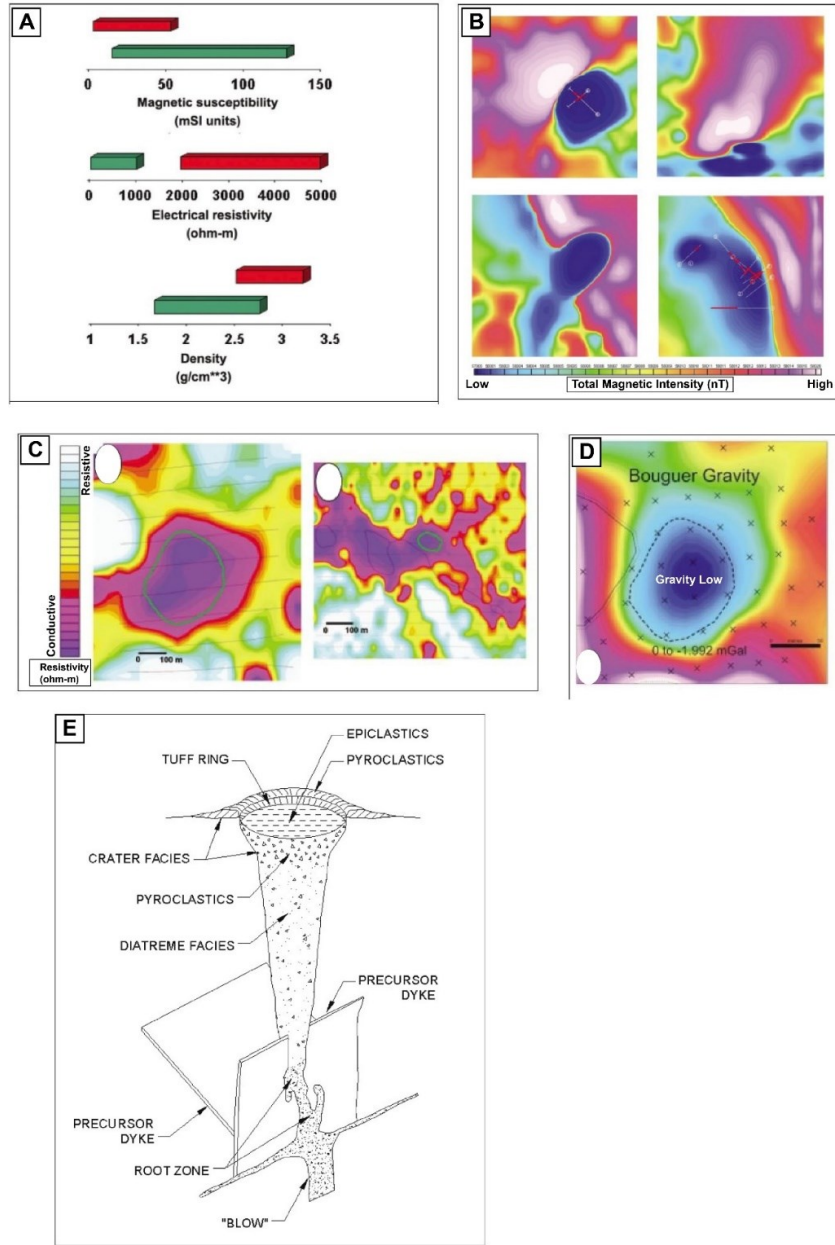 A
0 50 100 150
Magnetic susceptibility
(mSI units)
0 1000 2000 3000 4000 5000
Electrical resistivity
(ohm-m)
1 1.5 2 2.5 3 3.5
Density
(g/cm**3)
B
Low Total Magnetic Intensity (nT) High
C
Resistive
Conductive
Resistivity
(ohm-m)
0 100 m
0 100 m
D
Bouguer Gravity
Gravity Low
0 to -1.992 mGal
E
EPICLASTICS
TUFF RING
PYROCLASTICS
CRATER FACIES
PYROCLASTICS
DIATREME FACIES
PRECURSOR
DYKE
PRECURSOR
DYKE
ROOT ZONE
"BLOW"